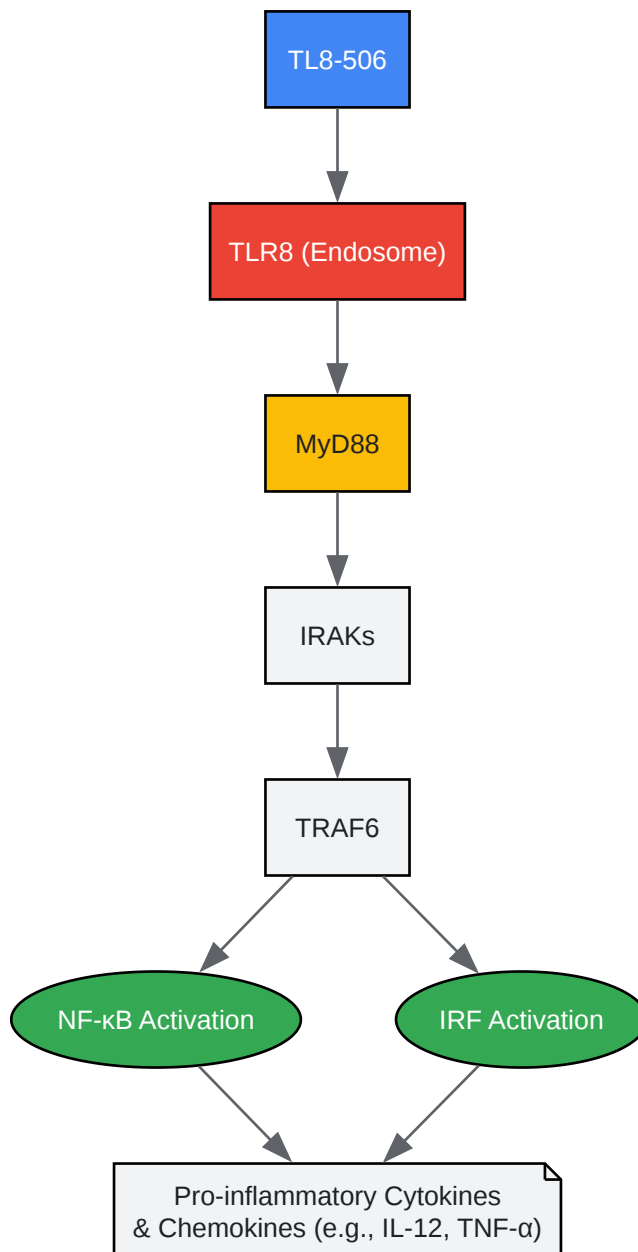 TL8-506
TLR8 (Endosome)
MyD88
IRAKs
TRAF6
NF-κB Activation
IRF Activation
Pro-inflammatory Cytokines
& Chemokines (e.g., IL-12, TNF-α)